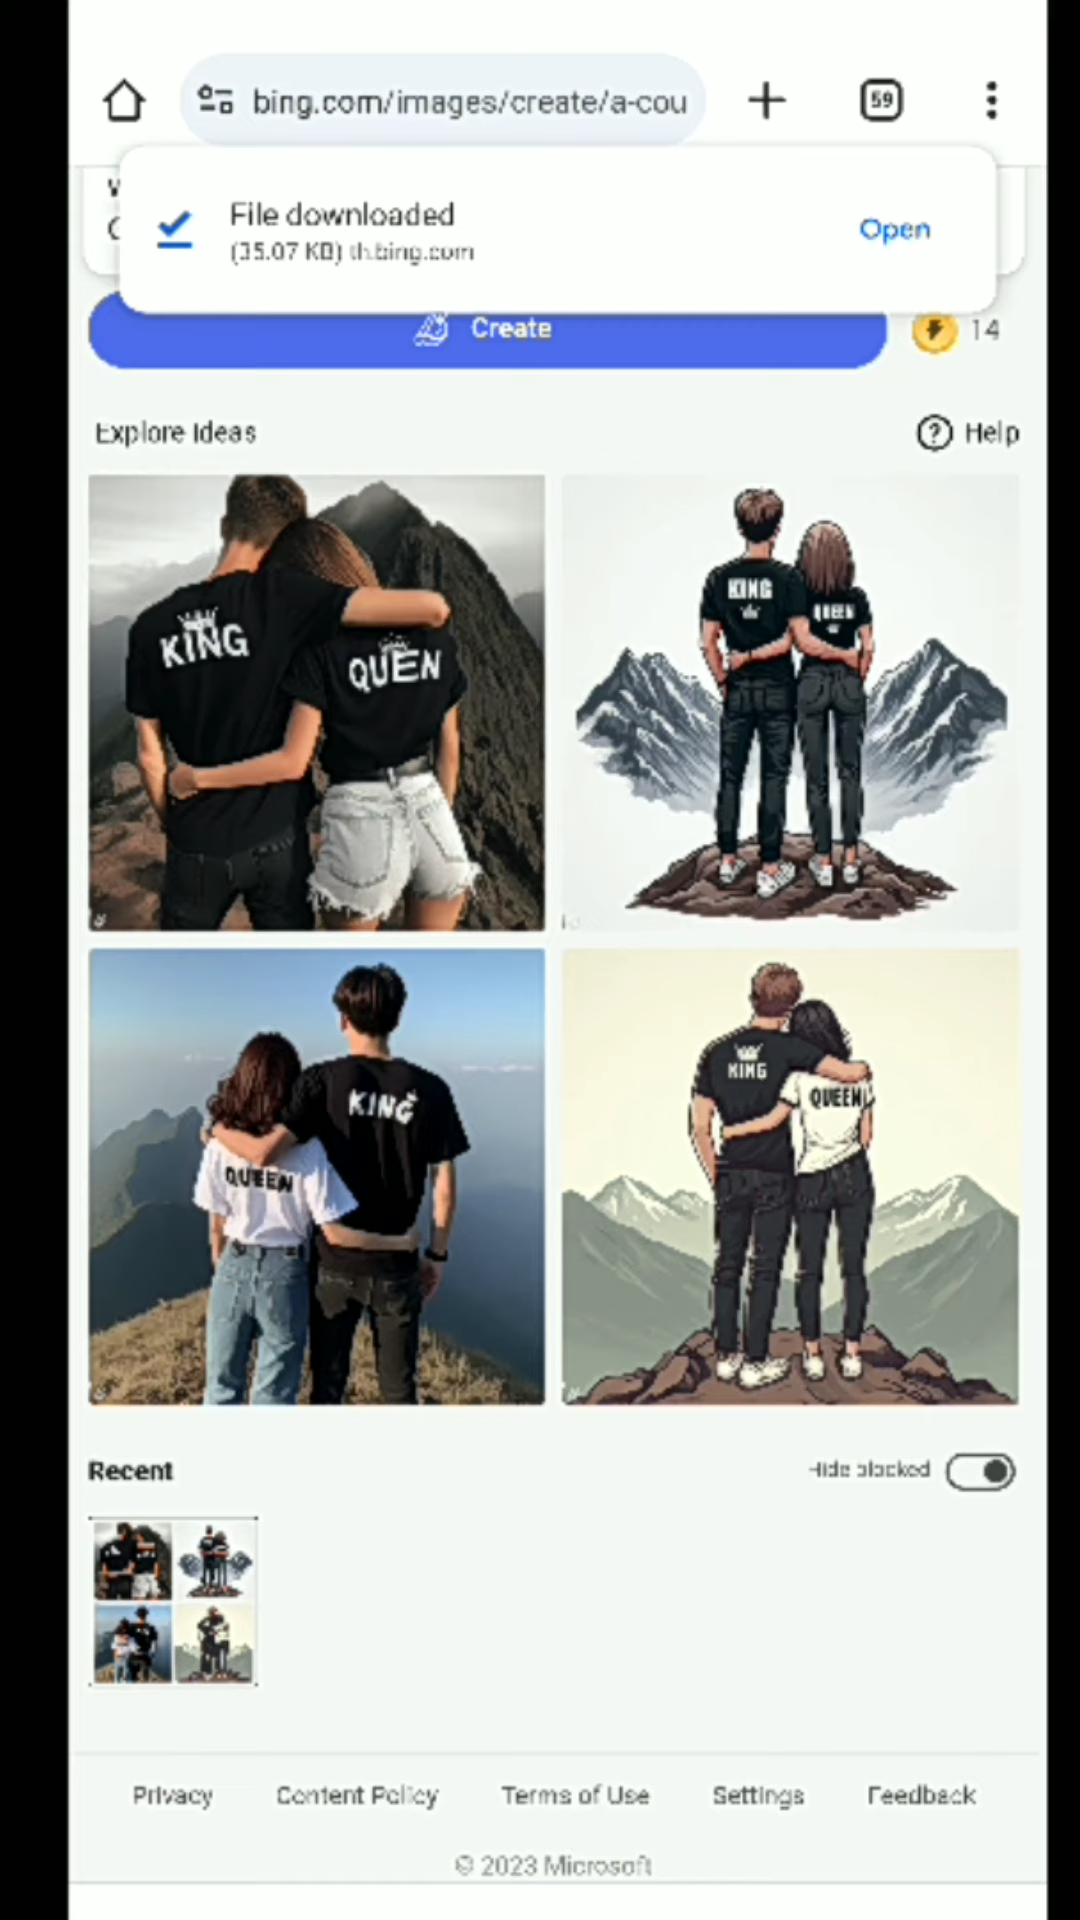 bing.com/images/create/a-cou
59
File downloaded
(35.07 KB) th.bing.com
Open
Create
14
Explore Ideas
Help
KING
QUEN
KING
QUEEN
KING
QUEEN
KING
QUEEN
Recent
Hide blocked
Privacy
Content Policy
Terms of Use
Settings
Feedback
© 2023 Microsoft